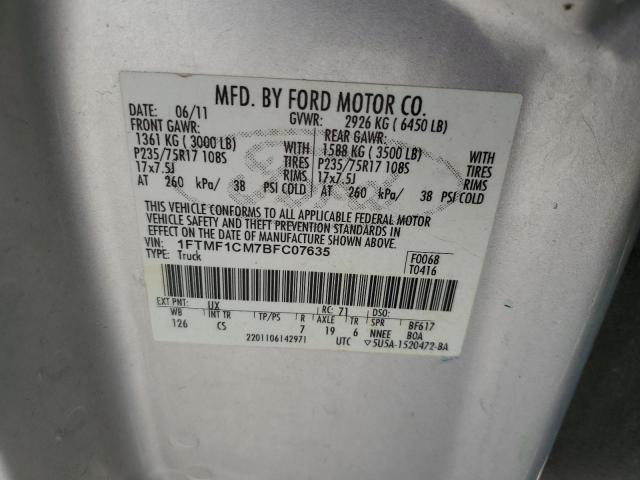 MFD. BY FORD MOTOR CO.
DATE: 06/11 GVWR: 2926 KG ( 6450 LB)
FRONT GAWR: REAR GAWR:
1361 KG ( 3000 LB) WITH 1588 KG ( 3500 LB) WITH
P235/75R17 108S TIRES P235/75R17 108S TIRES
17x7.5J RIMS 17x7.5J RIMS
AT 260 kPa/ 38 PSI COLD AT 260 kPa/ 38 PSI COLD
THIS VEHICLE CONFORMS TO ALL APPLICABLE FEDERAL MOTOR
VEHICLE SAFETY AND THEFT PREVENTION STANDARDS IN
EFFECT ON THE DATE OF MANUFACTURE SHOWN ABOVE.
VIN: 1FTMF1CM7BFC07635 F0068
TYPE: Truck T0416
EXT PNT: UX RC: 71 DSO:
WB INT TR TP/PS R AXLE TR SPR BF617
126 CS 7 19 6 NNEE BOA
2201106142971 UTC ▽5U5A-1520472-BA